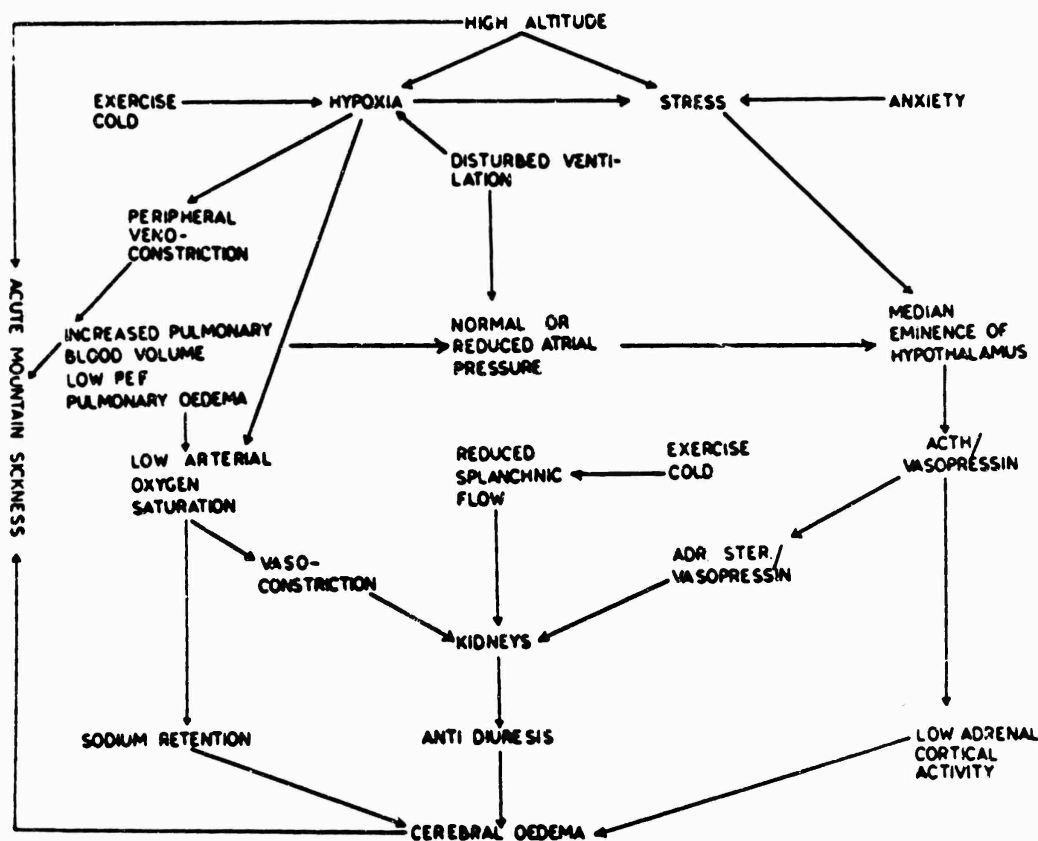 HIGH ALTITUDE
EXERCISE
COLD
HYPOXIA
STRESS
ANXIETY
DISTURBED VENTI-
LATION
PERIPHERAL
VENO-
CONSTRICTION
ACUTE MOUNTAIN SICKNESS
INCREASED PULMONARY
BLOOD VOLUME
LOW PEF
PULMONARY OEDEMA
NORMAL OR
REDUCED ATRIAL
PRESSURE
MEDIAN
EMINENCE OF
HYPOTHALAMUS
LOW ARTERIAL
OXYGEN
SATURATION
REDUCED
SPLANCHNIC
FLOW
EXERCISE
COLD
ACTH/
VASOPRESSIN
VASO-
CONSTRICTION
ADR. STER./
VASOPRESSIN
KIDNEYS
SODIUM RETENTION
ANTI DIURESIS
LOW ADRENAL
CORTICAL
ACTIVITY
CEREBRAL OEDEMA